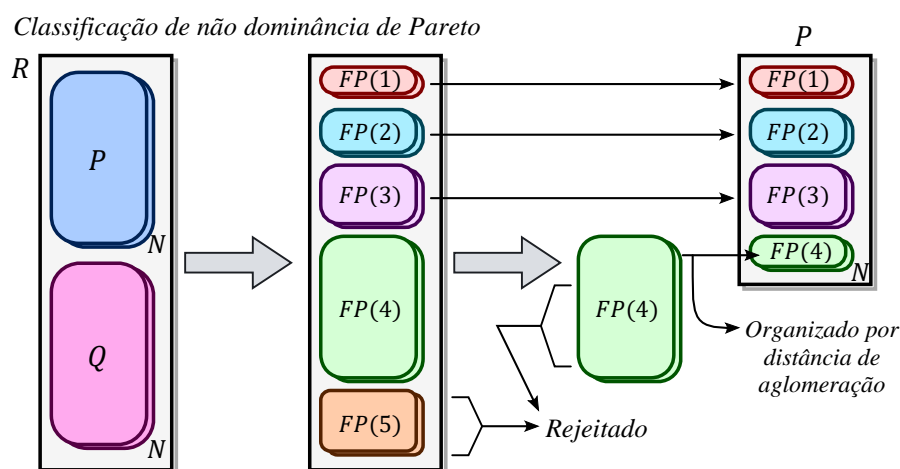 Classificação de não dominância de Pareto
R
P
N
Q
N
FP(1)
FP(2)
FP(3)
FP(4)
FP(5)
FP(4)
Rejeitado
P
FP(1)
FP(2)
FP(3)
FP(4)
N
Organizado por
distância de
aglomeração